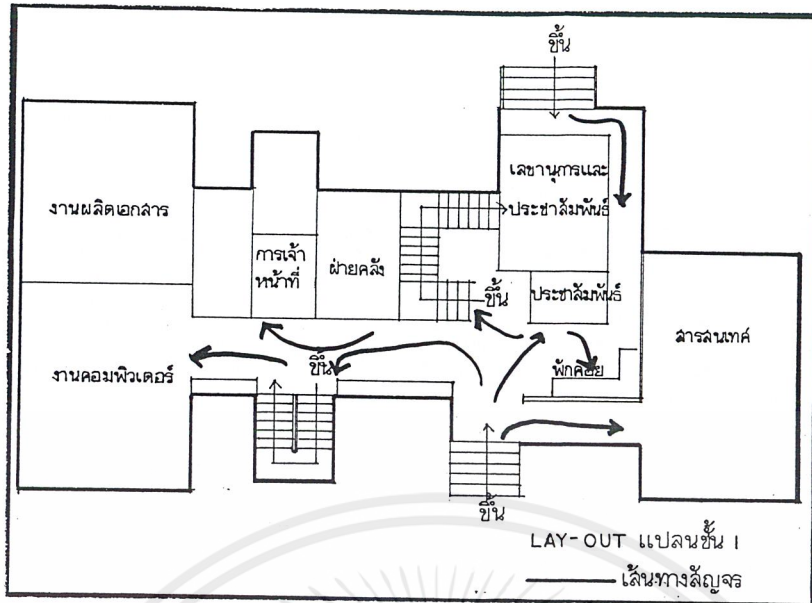 ขึ้น
เลขานุการและ
ประชาสัมพันธ์
งานผลิตเอกสาร
การเจ้า
หน้าที่
ฝ่ายคลัง
ขึ้น
ประชาสัมพันธ์
สารสนเทศ
งานคอมพิวเตอร์
ขึ้น
พักคอย
ขึ้น
LAY-OUT แปลนชั้น 1
เส้นทางสัญจร